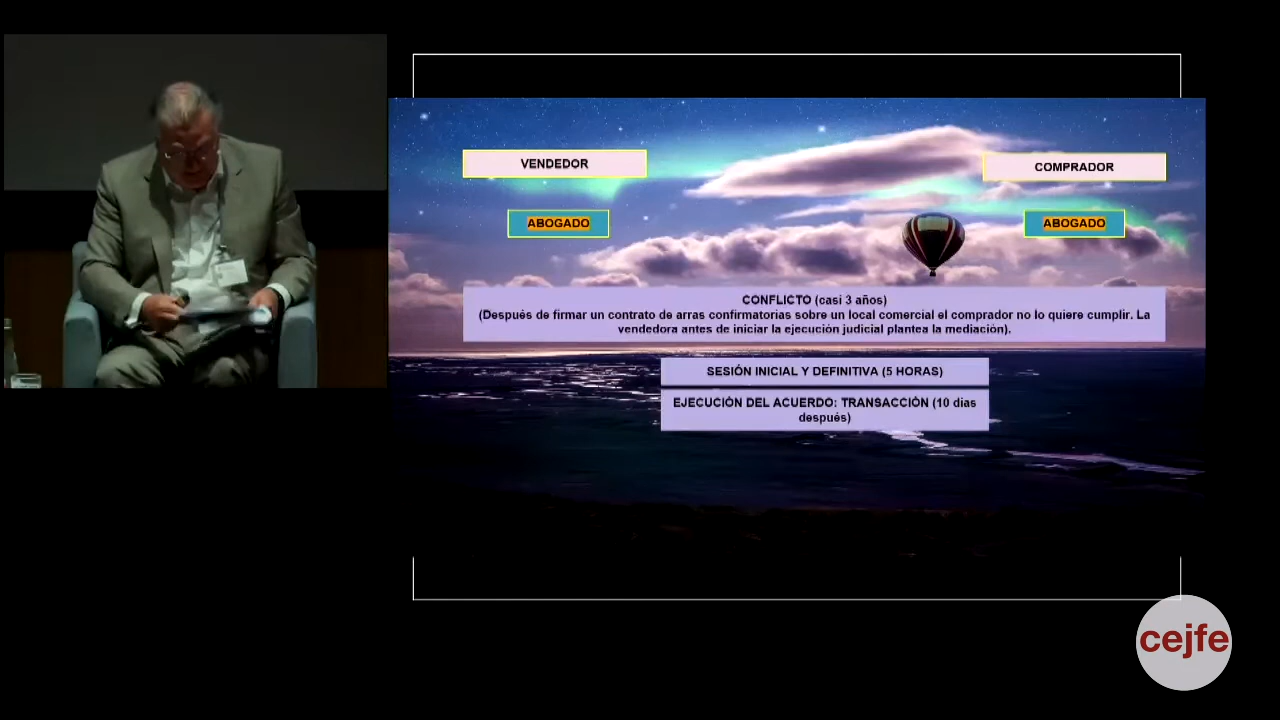 VENDEDOR
COMPRADOR
ABOGADO
ABOGADO
CONFLICTO (casi 3 años)
(Después de firmar un contrato de arras confirmatorias sobre un local comercial el comprador no lo quiere cumplir. La
vendedora antes de iniciar la ejecución judicial plantea la mediación).
SESIÓN INICIAL Y DEFINITIVA (5 HORAS)
EJECUCIÓN DEL ACUERDO: TRANSACCIÓN (10 días
después)
cejfe